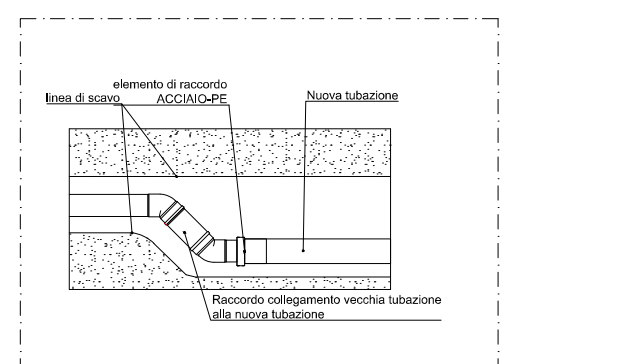 elemento di raccordo
linea di scavo
ACCIAIO-PE
Nuova tubazione
Raccordo collegamento vecchia tubazione
alla nuova tubazione